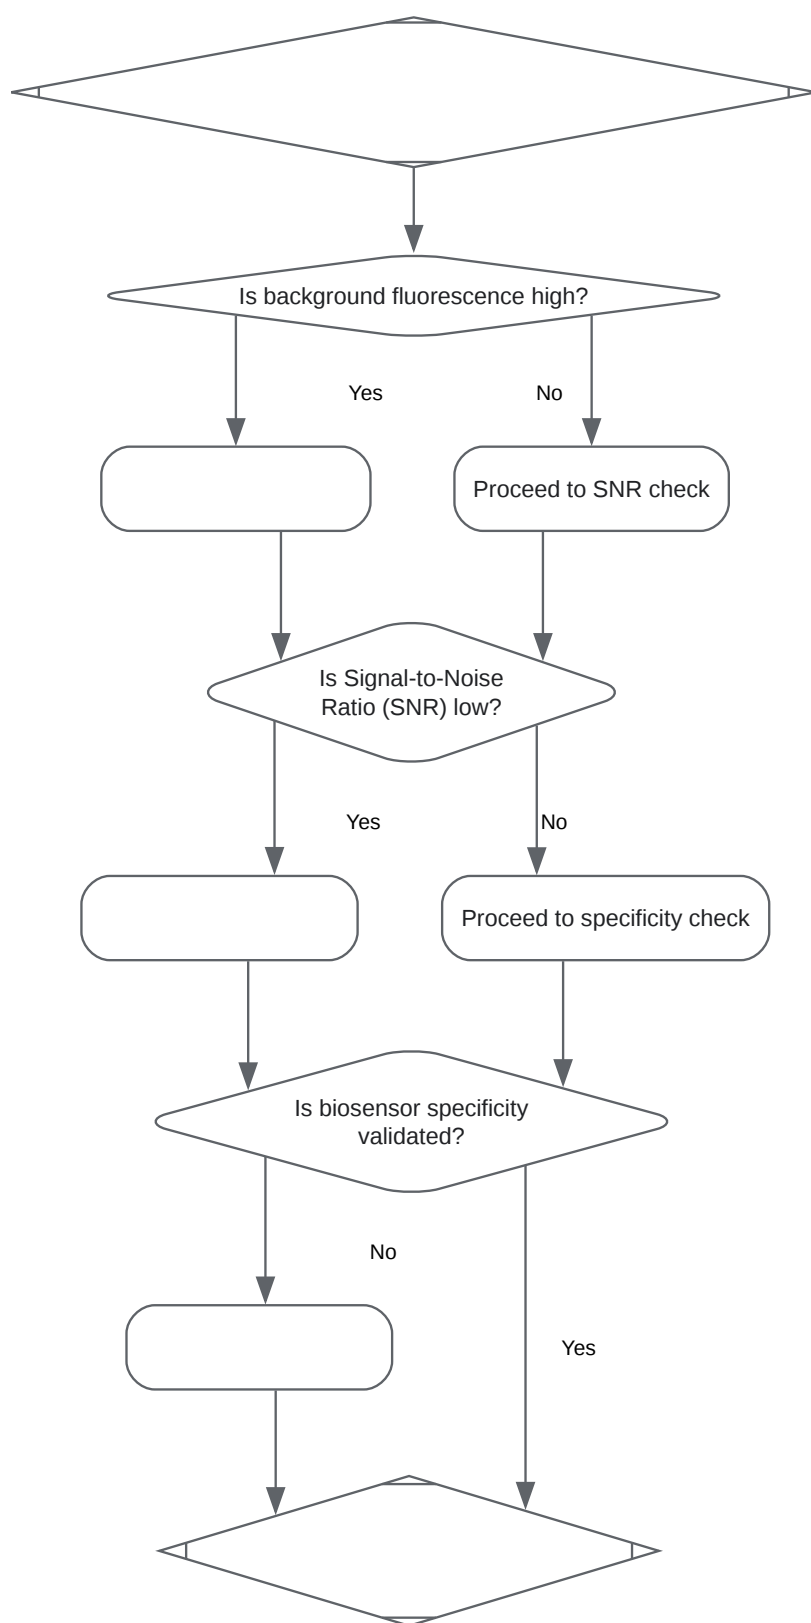 Is background fluorescence high?
Yes
No
Proceed to SNR check
Is Signal-to-Noise
Ratio (SNR) low?
Yes
No
Proceed to specificity check
Is biosensor specificity
validated?
No
Yes